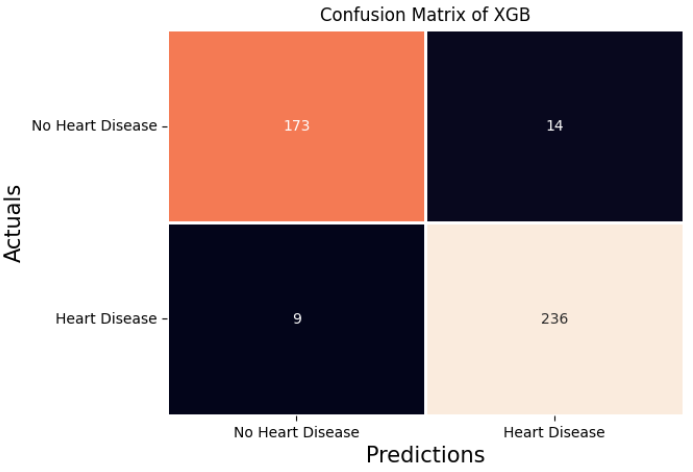 Confusion Matrix of XGB
No Heart Disease
173
14
Actuals
Heart Disease
9
236
No Heart Disease
Heart Disease
Predictions